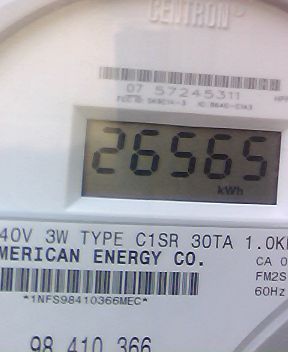 CENTRON
07 57245311
26565
kWh
40V 3W TYPE C1SR 30TA 1.0K
MERICAN ENERGY CO.
CA 0
FM2S
60Hz
*1NFS98410366MEC*
98 410 366